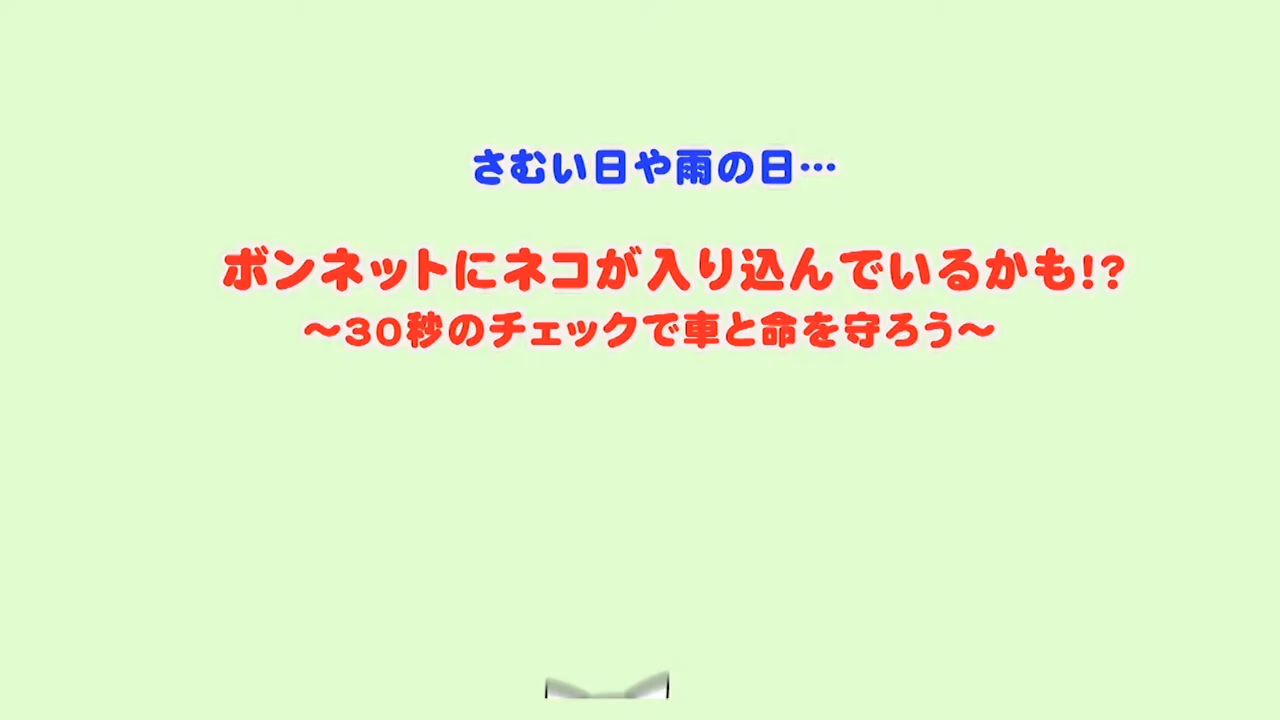 さむい日や雨の日…
ボンネットにネコが入り込んでいるかも!?
～30秒のチェックで車と命を守ろう～